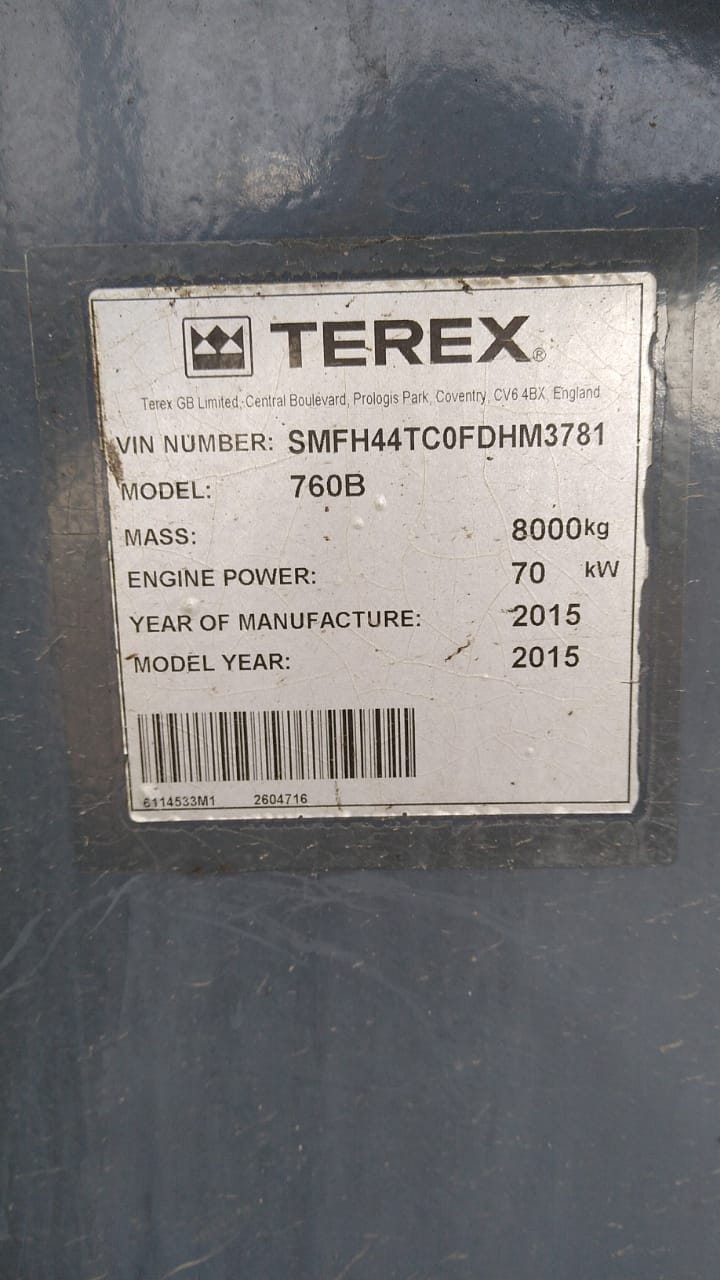 TEREX®
Terex GB Limited, Central Boulevard, Prologis Park, Coventry, CV6 4BX, England
VIN NUMBER: SMFH44TC0FDHM3781
MODEL: 760B
MASS: 8000kg
ENGINE POWER: 70 kW
YEAR OF MANUFACTURE: 2015
MODEL YEAR: 2015
6114533M1 2604716